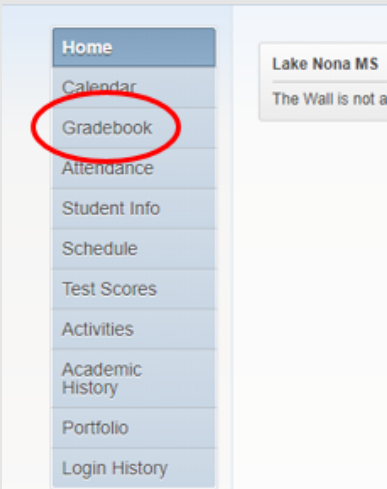 Home
Calendar
Gradebook
Attendance
Student Info
Schedule
Test Scores
Activities
Academic
History
Portfolio
Login History
Lake Nona MS
The Wall is not a